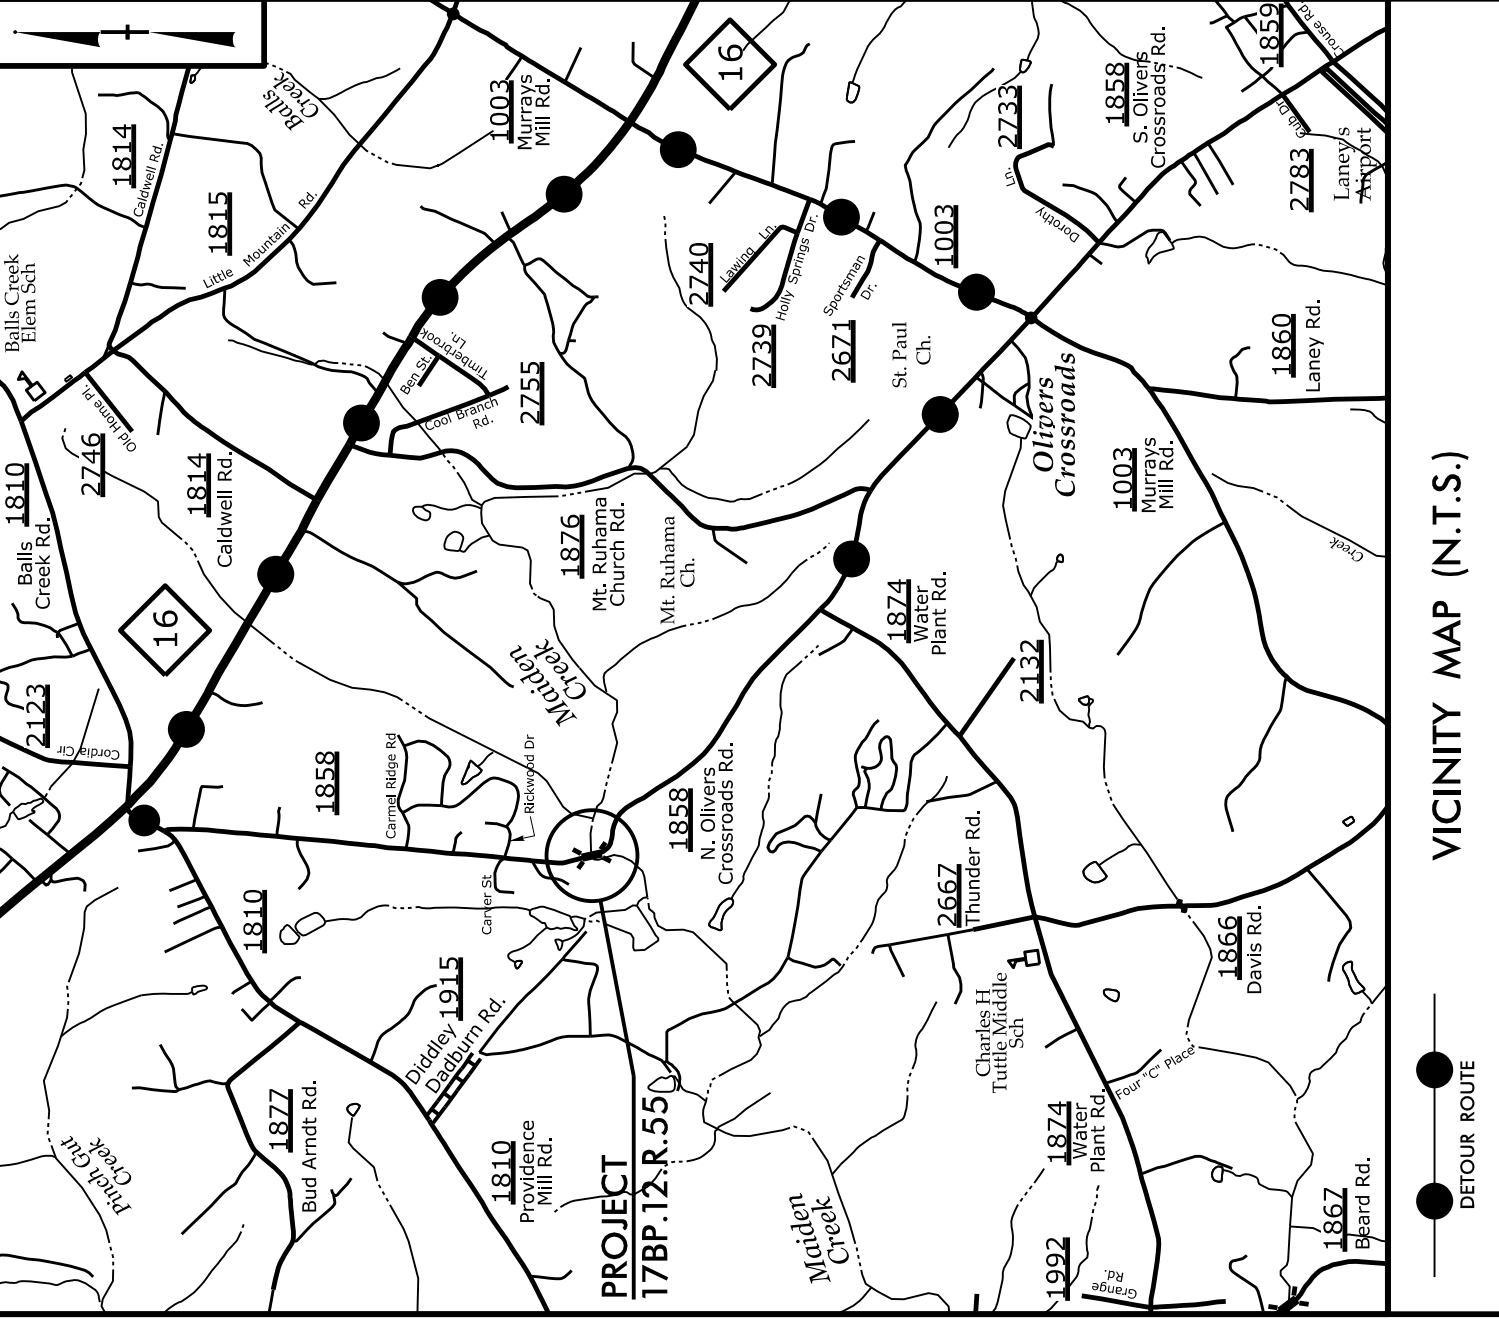 Balls Creek
Elem Sch
1814
Caldwell Rd.
1815
Little Mountain Rd.
Balls
Creek
1003
Murrays
Mill Rd.
16
2733
Dorothy Ln.
1858
S. Olivers
Crossroads Rd.
1859
Crouse Rd
Cub Dr
2783
Laney's
Airport
1003
2740
Lawing Ln.
Holly Springs Dr.
2739
Sportsman
Dr.
2671
St. Paul
Ch.
1860
Laney Rd.
Olivers
Crossroads
1003
Murrays
Mill Rd.
Creek
Timberbrook
Ln.
Ben St.
Cool Branch
Rd.
2755
Old Home Pl.
2746
1810
Balls
Creek Rd.
1814
Caldwell Rd.
16
2123
Cordia Cir
1876
Mt. Ruhama
Church Rd.
Mt. Ruhama
Ch.
Maiden
Creek
1874
Water
Plant Rd.
2132
1858
Carmel Ridge Rd
Rickwood Dr
Carver St
1858
N. Olivers
Crossroads Rd.
1810
1915
Diddley
Dadburn Rd.
2667
Thunder Rd.
1866
Davis Rd.
Charles H
Tuttle Middle
Sch
Four "C" Place
1877
Bud Arndt Rd.
Pinch Gut
Creek
1810
Providence
Mill Rd.
PROJECT
17BP.12.R.55
Maiden
Creek
1874
Water
Plant Rd.
1992
Grange
Rd.
1867
Beard Rd.
VICINITY MAP (N.T.S.)
DETOUR ROUTE